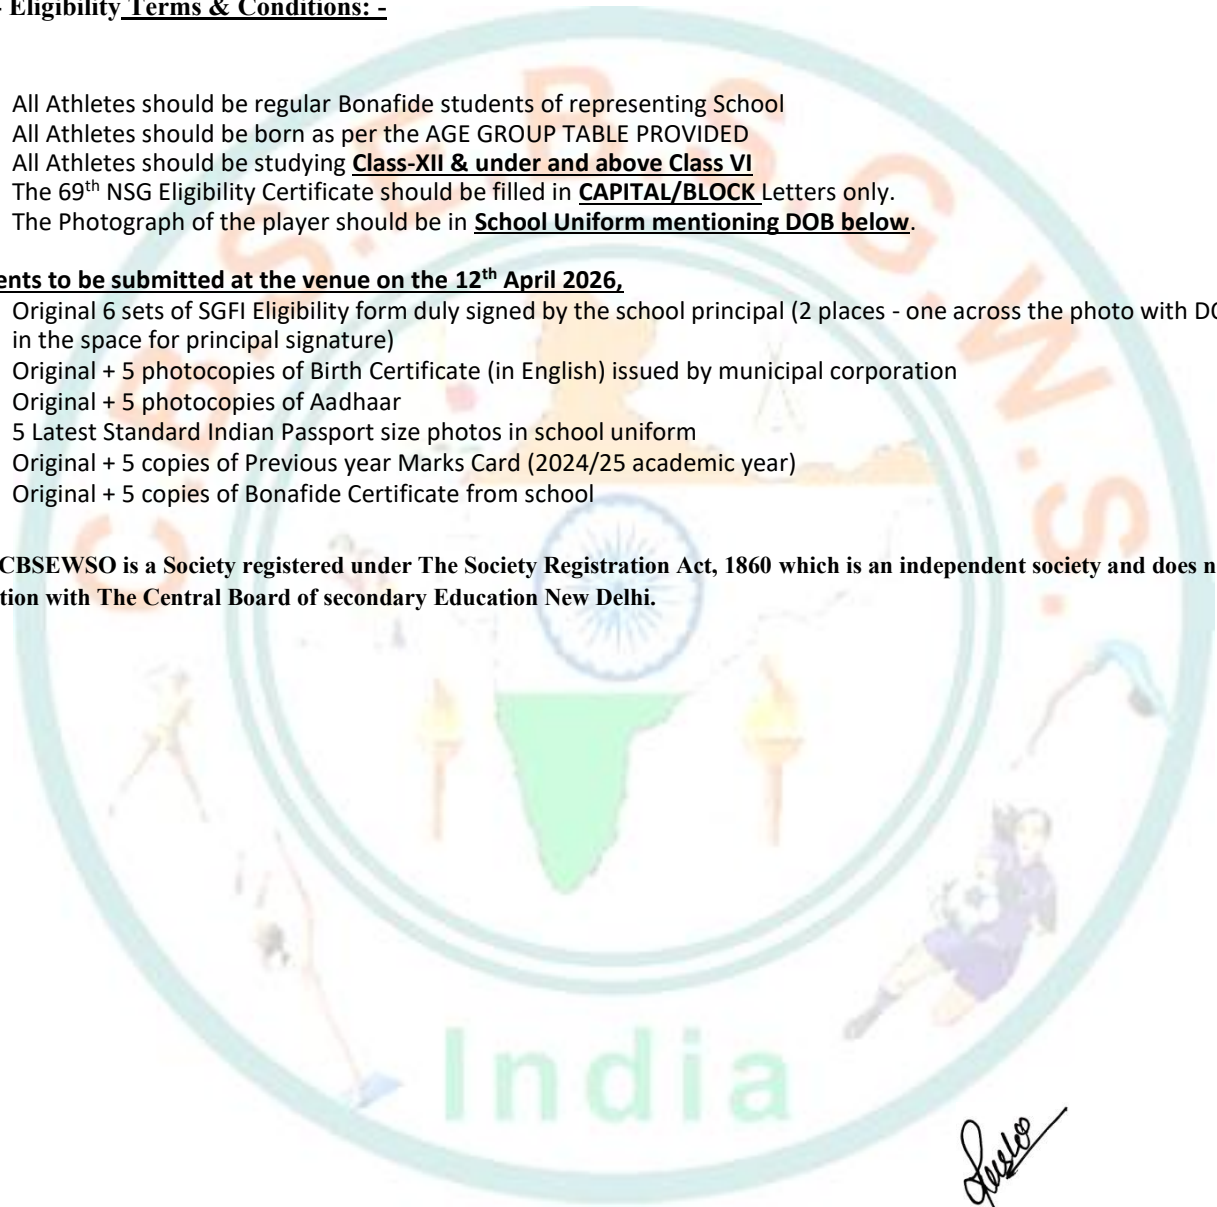 - Eligibility Terms & Conditions: -
All Athletes should be regular Bonafide students of representing School
All Athletes should be born as per the AGE GROUP TABLE PROVIDED
All Athletes should be studying Class-XII & under and above Class VI
The 69th NSG Eligibility Certificate should be filled in CAPITAL/BLOCK Letters only.
The Photograph of the player should be in School Uniform mentioning DOB below.
ents to be submitted at the venue on the 12th April 2026,
Original 6 sets of SGFI Eligibility form duly signed by the school principal (2 places - one across the photo with DO
in the space for principal signature)
Original + 5 photocopies of Birth Certificate (in English) issued by municipal corporation
Original + 5 photocopies of Aadhaar
5 Latest Standard Indian Passport size photos in school uniform
Original + 5 copies of Previous year Marks Card (2024/25 academic year)
Original + 5 copies of Bonafide Certificate from school
CBSEWSO is a Society registered under The Society Registration Act, 1860 which is an independent society and does n
tion with The Central Board of secondary Education New Delhi.
C.B.S.E.B.S.G.W.S.
India